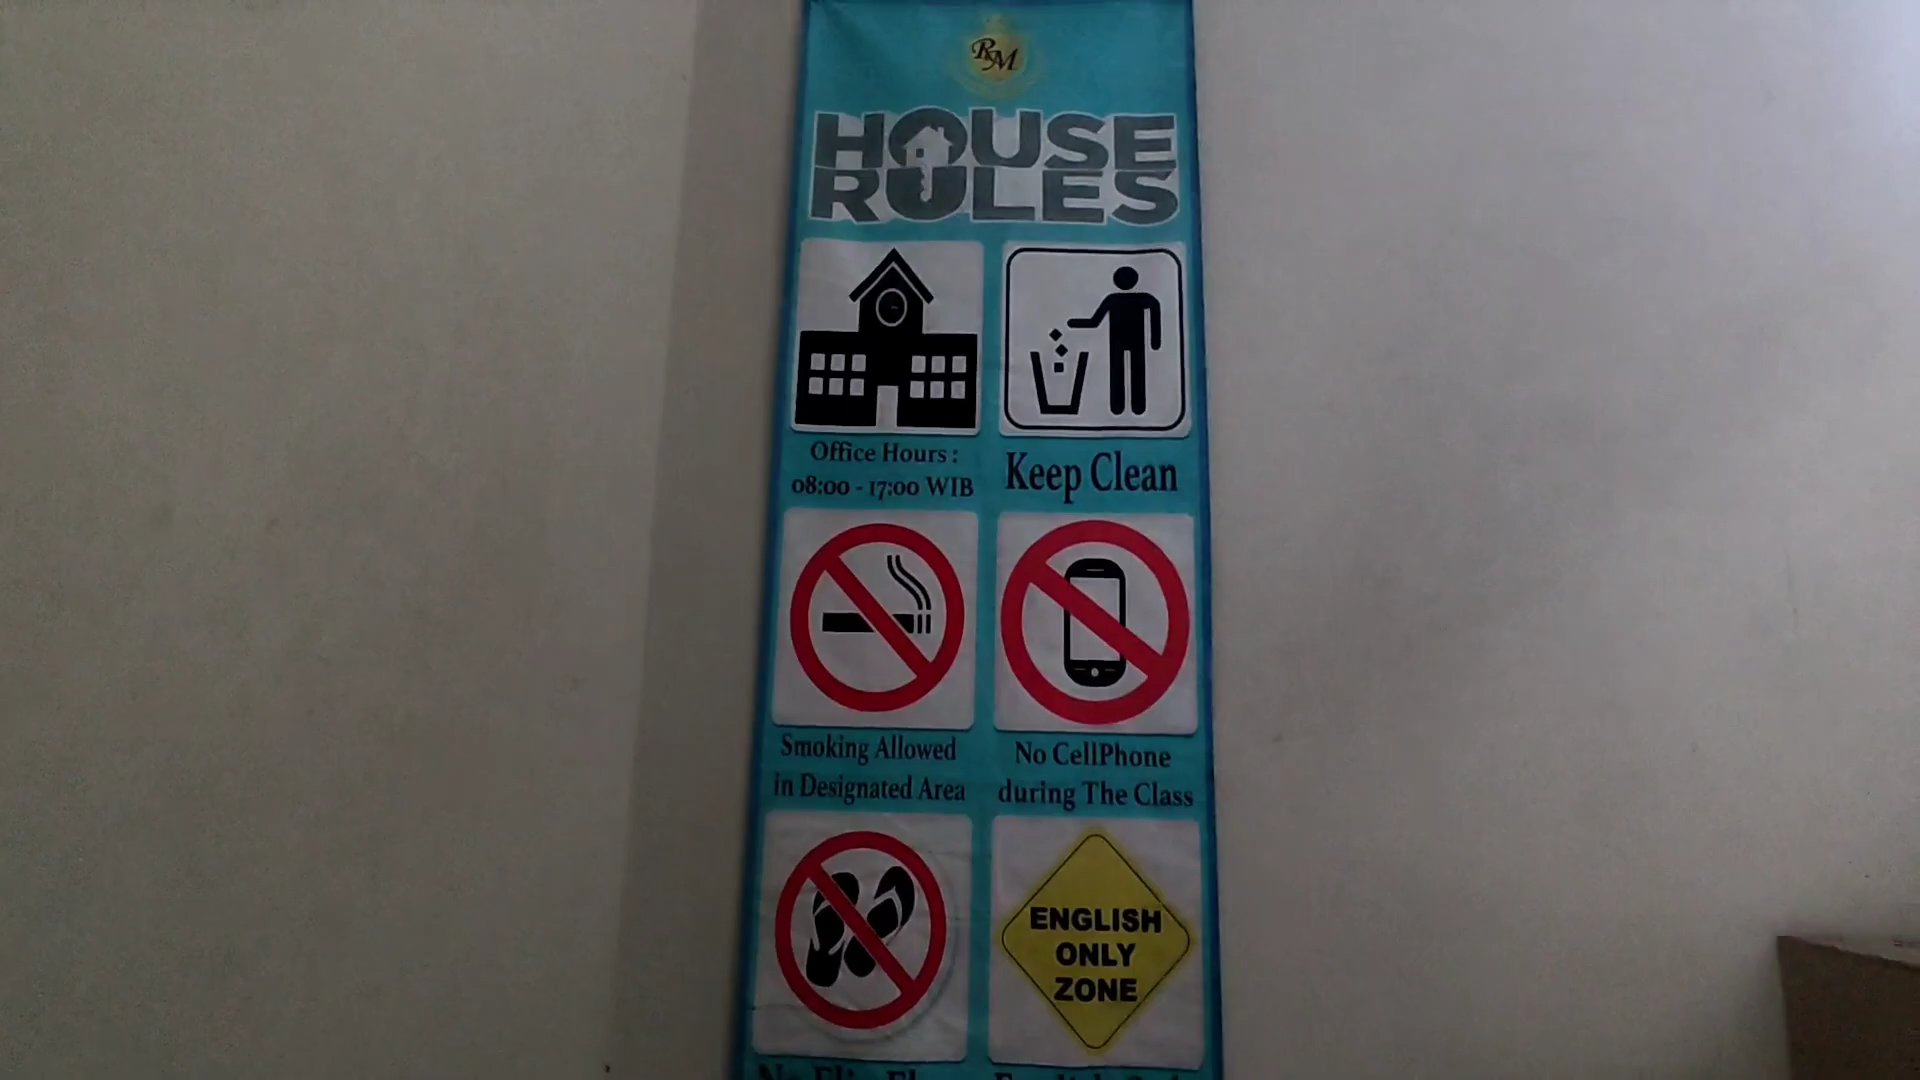 RM
HOUSE
RULES
Office Hours :
08:00 - 17:00 WIB
Keep Clean
Smoking Allowed
in Designated Area
No CellPhone
during The Class
ENGLISH
ONLY
ZONE